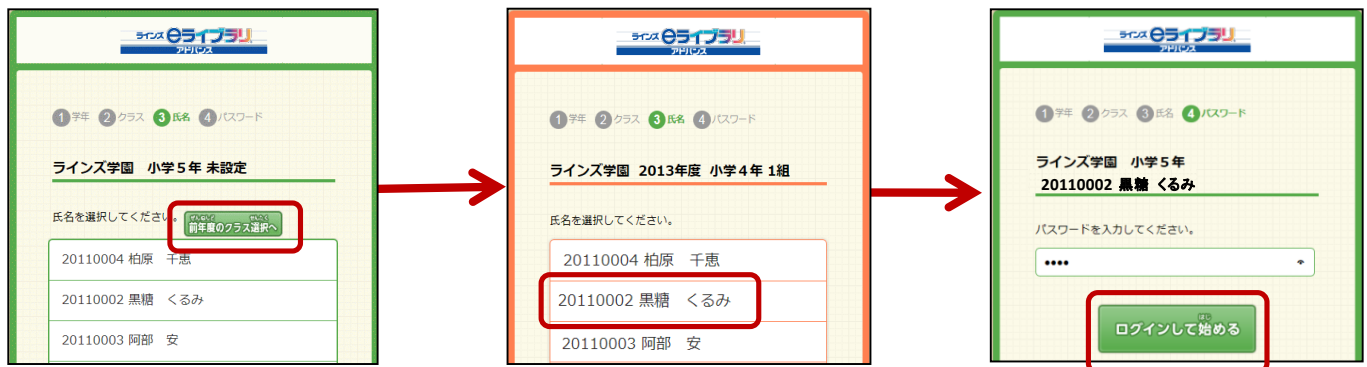 ラインズ eライブラリ
アドバンス
1 学年 2 クラス 3 氏名 4 パスワード
ラインズ学園 小学5年 未設定
氏名を選択してください。
ぜんねんど せんたく
前年度のクラス選択へ
20110004 柏原 千恵
20110002 黒糖 くるみ
20110003 阿部 安
ラインズ eライブラリ
アドバンス
1 学年 2 クラス 3 氏名 4 パスワード
ラインズ学園 2013年度 小学4年 1組
氏名を選択してください。
20110004 柏原 千恵
20110002 黒糖 くるみ
20110003 阿部 安
ラインズ eライブラリ
アドバンス
1 学年 2 クラス 3 氏名 4 パスワード
ラインズ学園 小学5年
20110002 黒糖 くるみ
パスワードを入力してください。
••••
はじ
ログインして始める